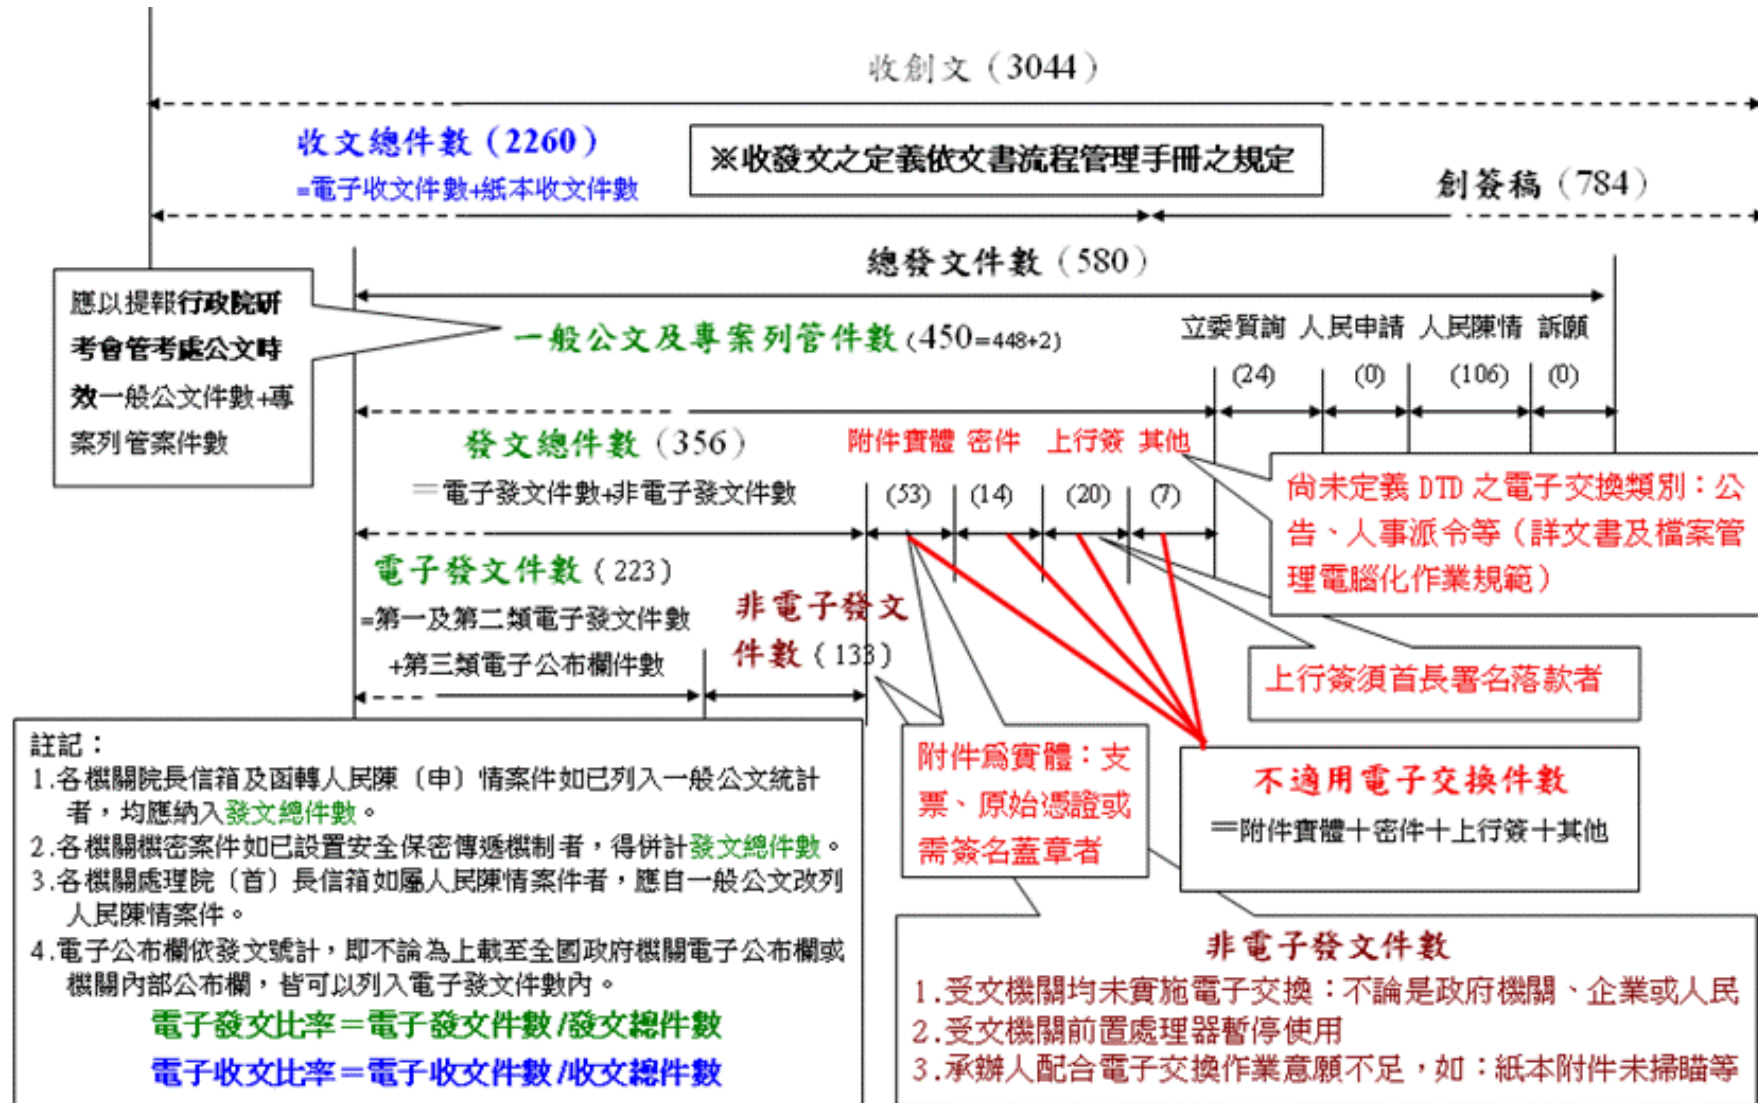 收創文（3044）
收文總件數（2260）
=電子收文件數+紙本收文件數
※收發文之定義依文書流程管理手冊之規定
創簽稿（784）
總發文件數（580）
應以提報行政院研
考會管考處公文時
效一般公文件數+專
案列管案件數
一般公文及專案列管件數(450=448+2)
立委質詢 人民申請 人民陳情 訴願
(24) (0) (106) (0)
發文總件數（356）
＝電子發文件數+非電子發文件數
附件實體 密件 上行簽 其他
(53) (14) (20) (7)
尚未定義 DTD 之電子交換類別：公
告、人事派令等（詳文書及檔案管
理電腦化作業規範）
電子發文件數（223）
=第一及第二類電子發文件數
+第三類電子公布欄件數
非電子發文
件數（133）
上行簽須首長署名落款者
附件為實體：支
票、原始憑證或
需簽名蓋章者
不適用電子交換件數
＝附件實體＋密件＋上行簽＋其他
註記：
1.各機關院長信箱及函轉人民陳〔申〕情案件如已列入一般公文統計
者，均應納入發文總件數。
2.各機關機密案件如已設置安全保密傳遞機制者，得併計發文總件數。
3.各機關處理院〔首〕長信箱如屬人民陳情案件者，應自一般公文改列
人民陳情案件。
4.電子公布欄依發文號計，即不論為上載至全國政府機關電子公布欄或
機關內部公布欄，皆可以列入電子發文件數內。
電子發文比率＝電子發文件數/發文總件數
電子收文比率＝電子收文件數/收文總件數
非電子發文件數
1.受文機關均未實施電子交換：不論是政府機關、企業或人民
2.受文機關前置處理器暫停使用
3.承辦人配合電子交換作業意願不足，如：紙本附件未掃瞄等